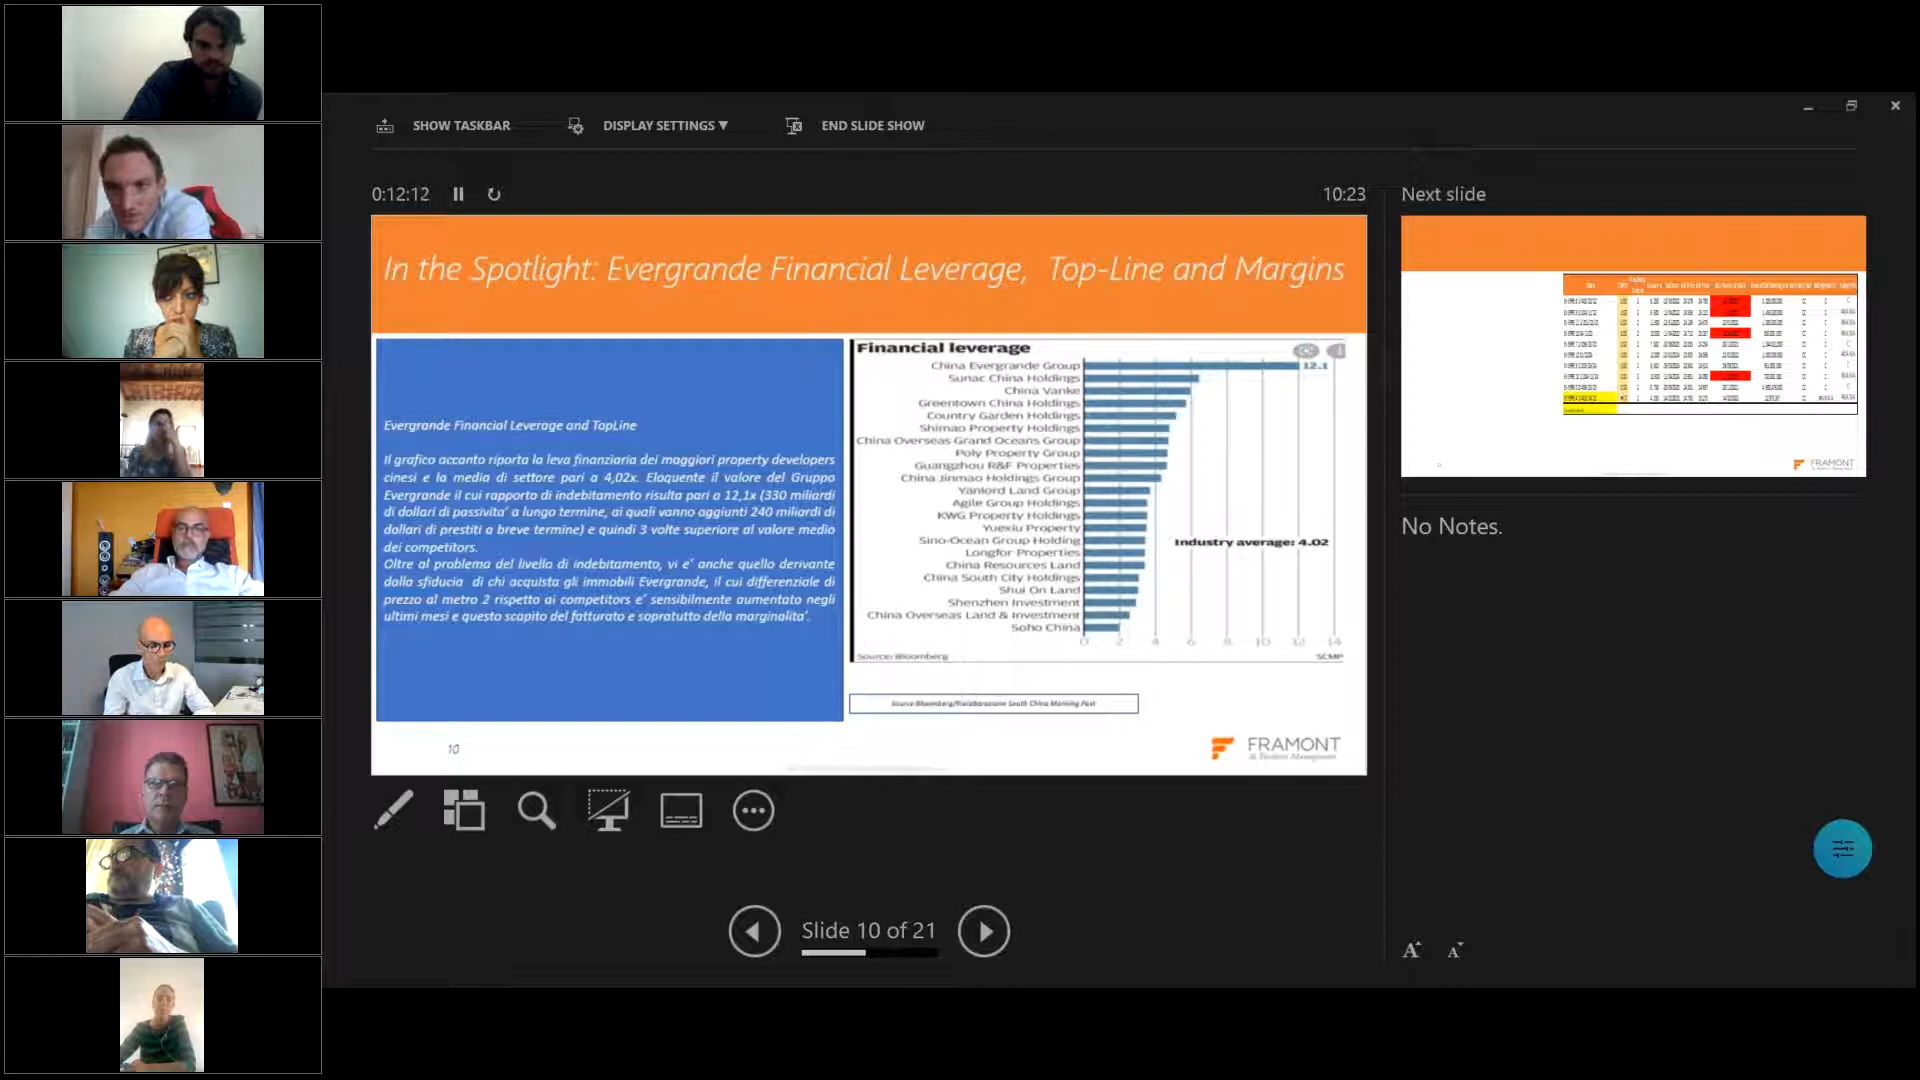 SHOW TASKBAR
DISPLAY SETTINGS ▼
END SLIDE SHOW
0:12:12
10:23
Next slide
In the Spotlight: Evergrande Financial Leverage, Top-Line and Margins
Evergrande Financial Leverage and TopLine
Il grafico accanto riporta la leva finanziaria dei maggiori property developers
cinesi e la media di settore pari a 4,02x. Eloquente il valore del Gruppo
Evergrande il cui rapporto di indebitamento risulta pari a 12,1x (330 miliardi
di dollari di passivita' a lungo termine, ai quali vanno aggiunti 240 miliardi di
dollari di prestiti a breve termine) e quindi 3 volte superiore al valore medio
dei competitors.
Oltre al problema del livello di indebitamento, vi e' anche quello derivante
dalla sfiducia di chi acquista gli immobili Evergrande, il cui differenziale di
prezzo al metro 2 rispetto ai competitors e' sensibilmente aumentato negli
ultimi mesi e questo scapito del fatturato e sopratutto della marginalita'.
Financial leverage
China Evergrande Group 12.1
Sunac China Holdings
China Vanke
Greentown China Holdings
Country Garden Holdings
Shimao Property Holdings
China Overseas Grand Oceans Group
Poly Property Group
Guangzhou R&F Properties
China Jinmao Holdings Group
Yanlord Land Group
Agile Group Holdings
KWG Property Holdings
Yuexiu Property
Sino-Ocean Group Holding
Industry average: 4.02
Longfor Properties
China Resources Land
China South City Holdings
Shui On Land
Shenzhen Investment
China Overseas Land & Investment
Soho China
0 2 4 6 8 10 12 14
Source: Bloomberg
SCMP
Source:Bloomberg/Rielaborazione South China Morning Post
10
FRAMONT
FRAMONT
No Notes.
Slide 10 of 21
A A